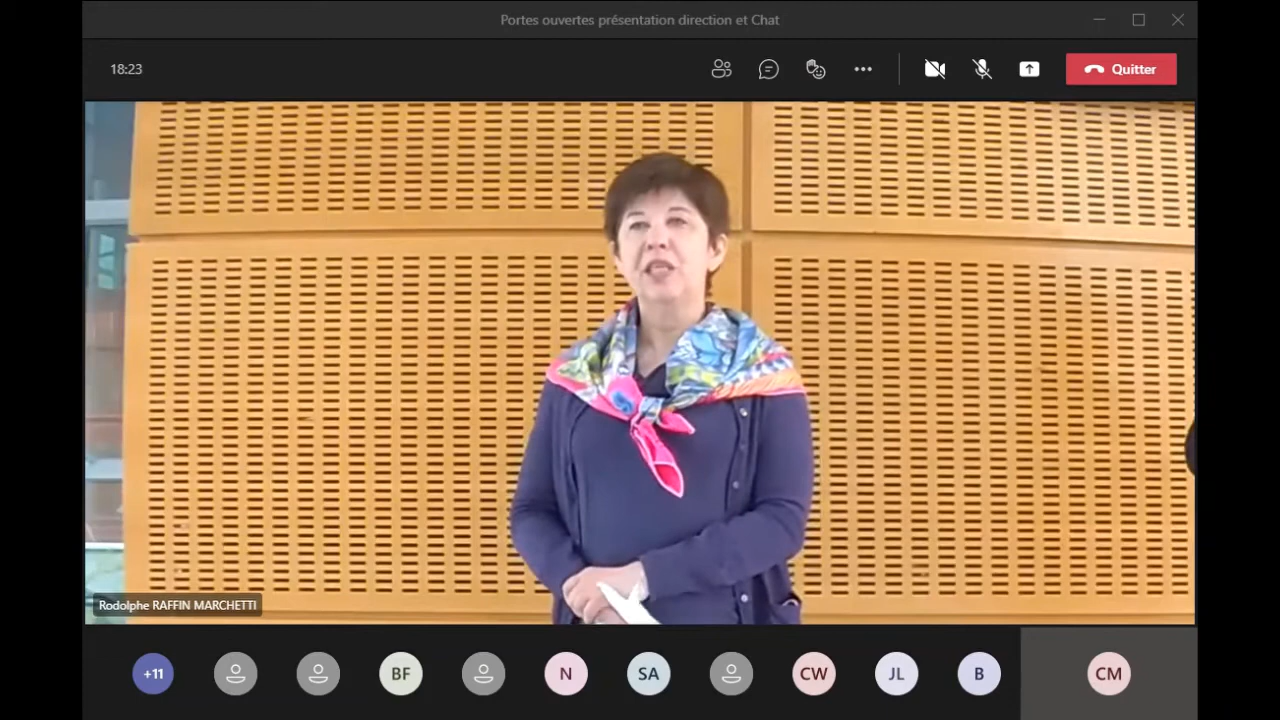 Portes ouvertes présentation direction et Chat
18:23
Quitter
Rodolphe RAFFIN MARCHETTI
+11
BF
N
SA
CW
JL
B
CM